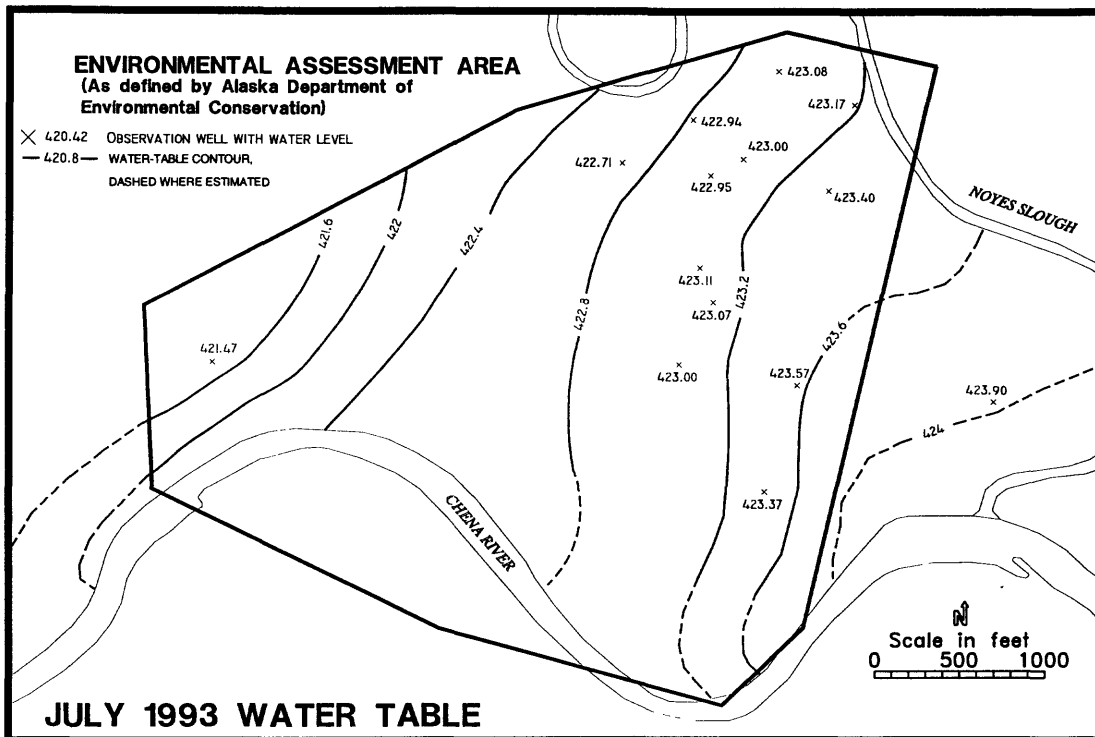 ENVIRONMENTAL ASSESSMENT AREA
(As defined by Alaska Department of
Environmental Conservation)
420.42 OBSERVATION WELL WITH WATER LEVEL
420.8 WATER-TABLE CONTOUR,
DASHED WHERE ESTIMATED
423.08
423.17
422.94
423.00
422.71
422.95
423.40
NOYES SLOUGH
421.6
422
422.4
423.11
423.2
422.8
423.07
423.6
421.47
423.00
423.57
423.90
424
423.37
CHENA RIVER
N
Scale in feet
0 500 1000
JULY 1993 WATER TABLE